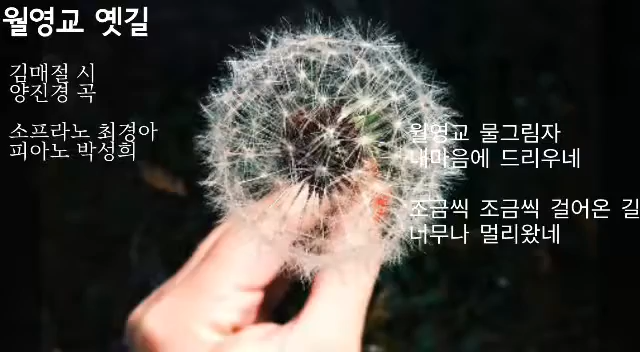 월영교 옛길
김매절 시
양진경 곡
소프라노 최경아
피아노 박성희
월영교 물그림자
내마음에 드리우네
조금씩 조금씩 걸어온 길
너무나 멀리왔네